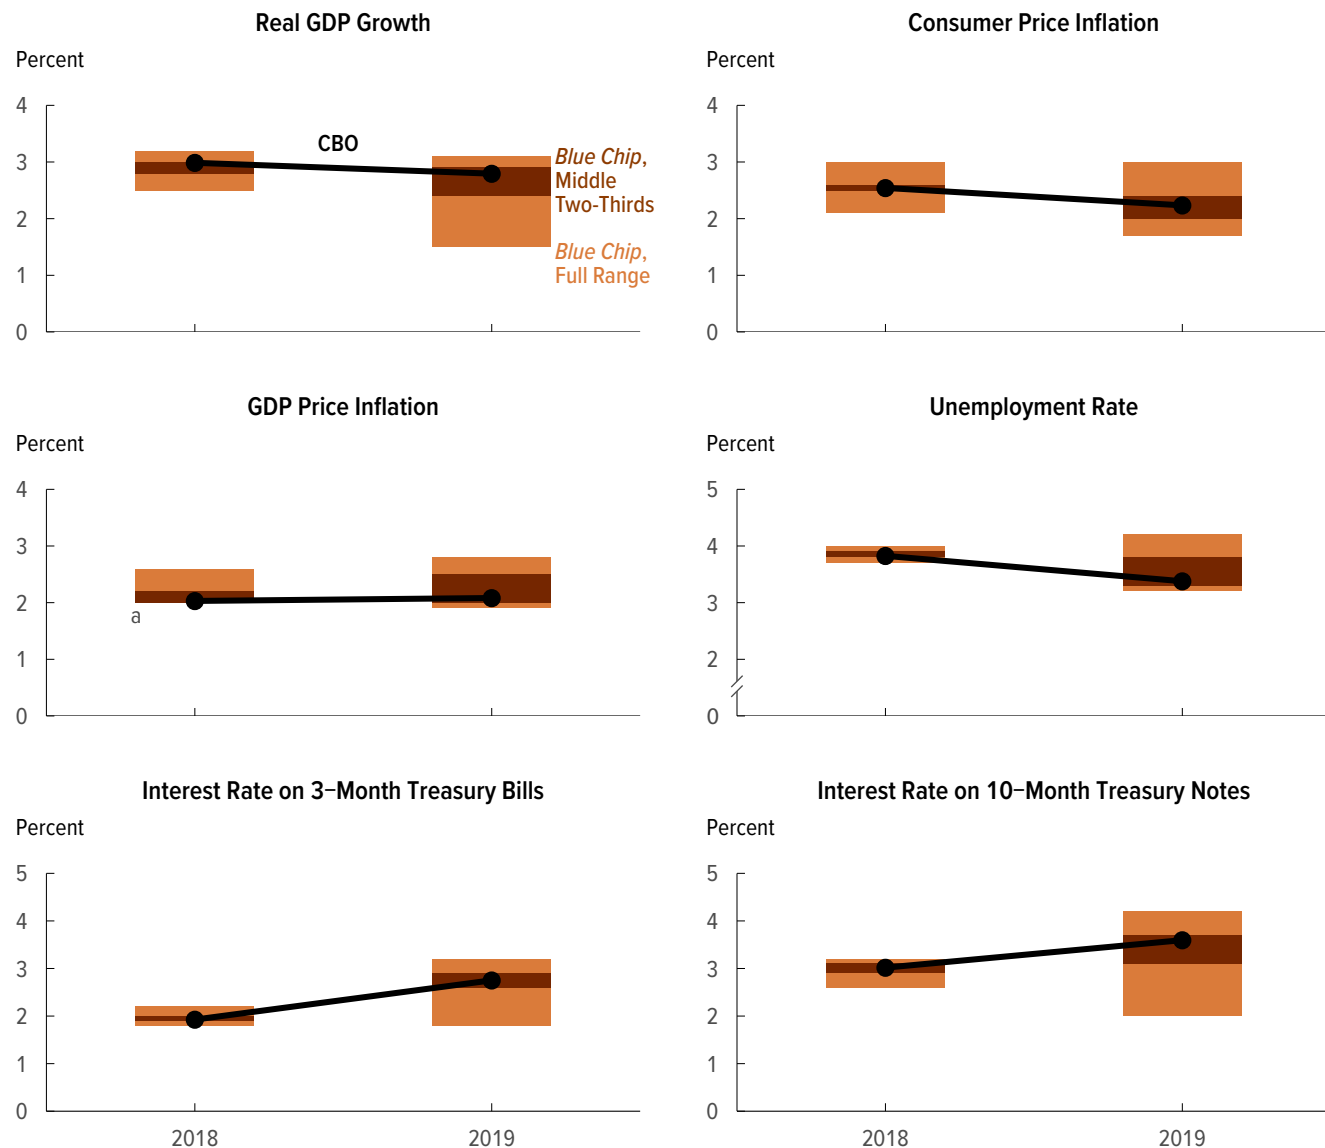 Real GDP Growth
Percent
4
3
2
1
0
CBO
Blue Chip,
Middle
Two-Thirds
Blue Chip,
Full Range
Consumer Price Inflation
Percent
4
3
2
1
0
GDP Price Inflation
Percent
4
3
2
1
0
a
Unemployment Rate
Percent
5
4
3
2
0
Interest Rate on 3–Month Treasury Bills
Percent
5
4
3
2
1
0
2018
2019
Interest Rate on 10–Month Treasury Notes
Percent
5
4
3
2
1
0
2018
2019